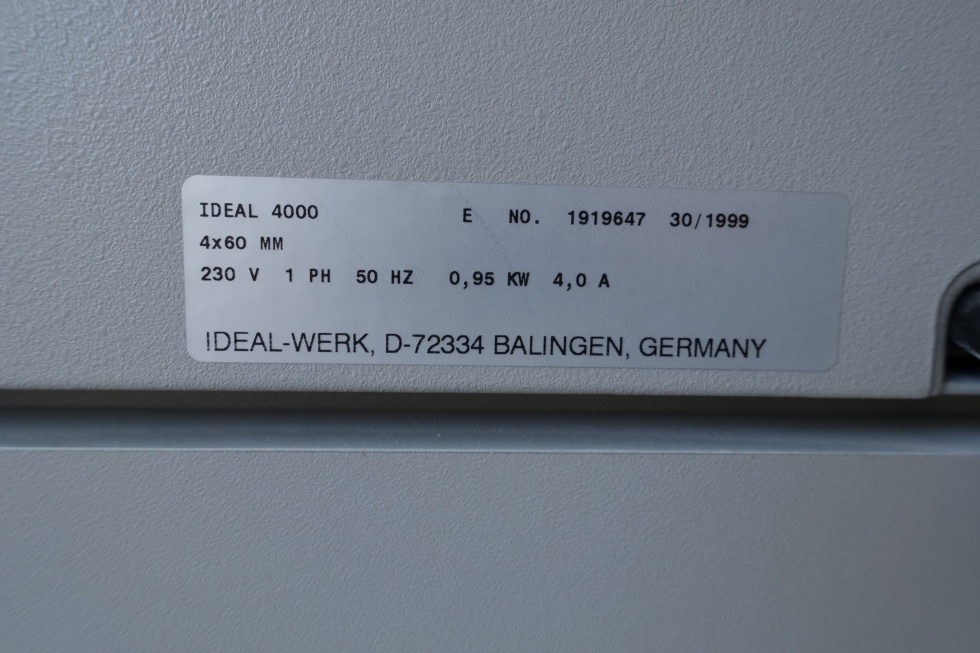 IDEAL 4000 E NO. 1919647 30/1999
4x60 MM
230 V 1 PH 50 HZ 0,95 KW 4,0 A
IDEAL-WERK, D-72334 BALINGEN, GERMANY